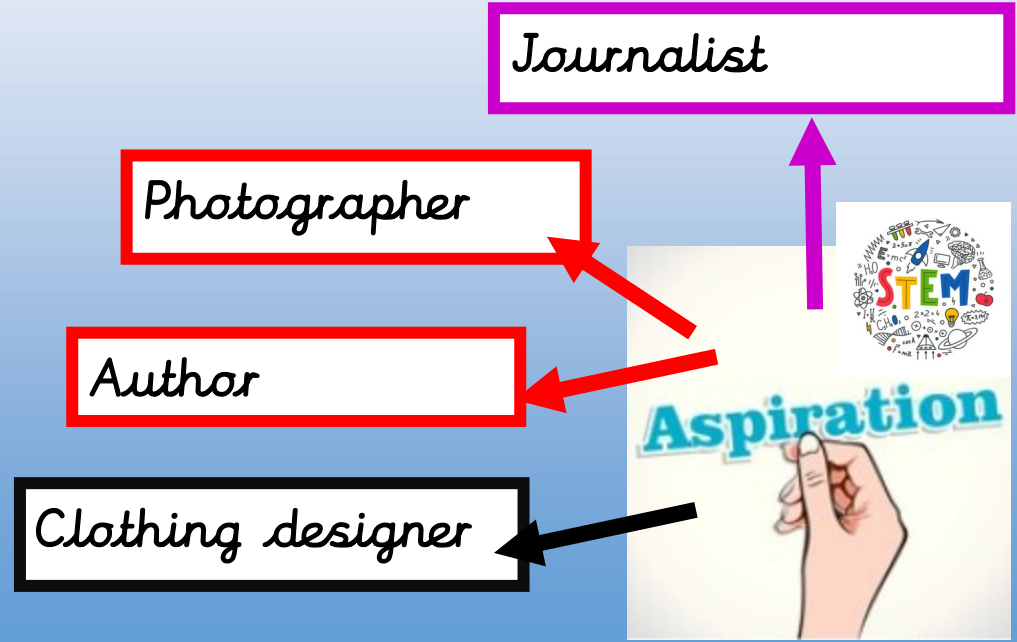 Journalist
Photographer
Author
Clothing designer
STEM
Aspiration